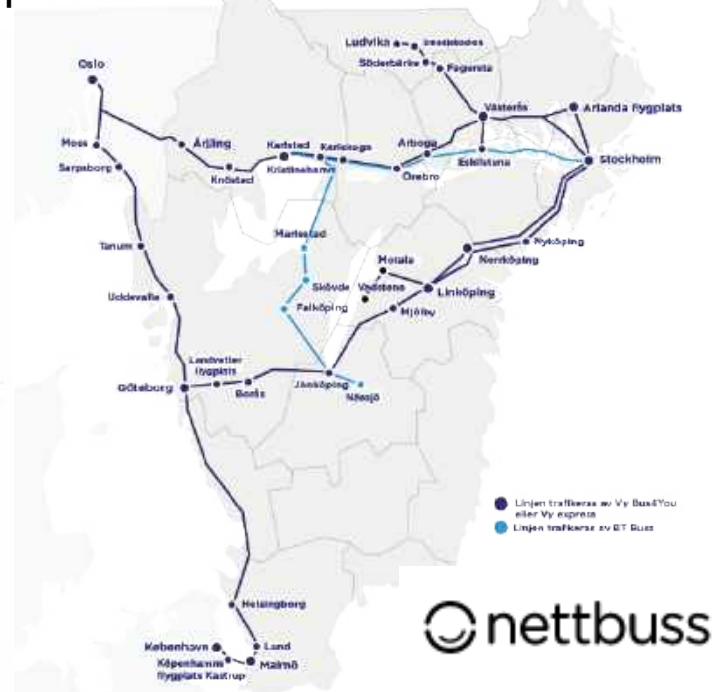 Ludvika
Söderbärke
Fagersta
Oslo
Västerås
Arlanda flygplats
Moss
Årjäng
Karlstad
Karlskoga
Arboga
Eskilstuna
Stockholm
Sarpsborg
Knöstad
Kristinehamn
Örebro
Mariestad
Nyköping
Tanum
Motala
Norrköping
Skövde
Vadstena
Linköping
Uddevalla
Falköping
Mjölby
Landvetter
flygplats
Göteborg
Borås
Jönköping
Nässjö
Linjen trafikeras av Vy Bus4You
eller Vy express
Linjen trafikeras av BT Buss
Helsingborg
nettbuss
København
Lund
Köpenhamns
flygplats Kastrup
Malmö